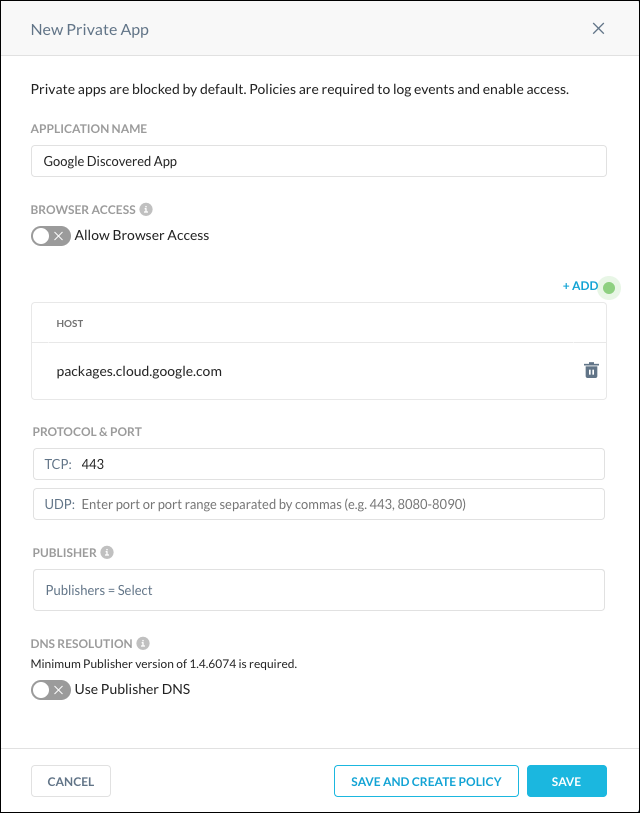 New Private App
Private apps are blocked by default. Policies are required to log events and enable access.
APPLICATION NAME
Google Discovered App
BROWSER ACCESS
Allow Browser Access
+ ADD
HOST
packages.cloud.google.com
PROTOCOL & PORT
TCP: 443
UDP: Enter port or port range separated by commas (e.g. 443, 8080-8090)
PUBLISHER
Publishers = Select
DNS RESOLUTION
Minimum Publisher version of 1.4.6074 is required.
Use Publisher DNS
CANCEL SAVE AND CREATE POLICY SAVE